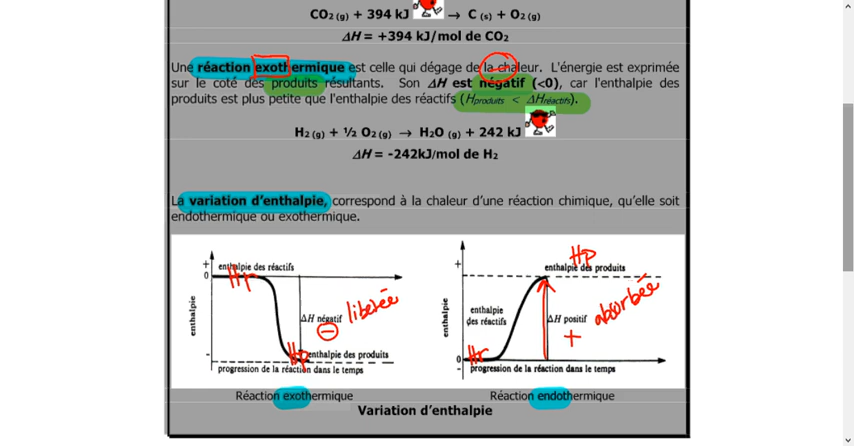 CO₂ (g) + 394 kJ → C (s) + O₂ (g)
ΔH = +394 kJ/mol de CO₂
Une réaction exothermique est celle qui dégage de la chaleur. L'énergie est exprimée
sur le coté des produits résultants. Son ΔH est négatif (<0), car l'enthalpie des
produits est plus petite que l'enthalpie des réactifs (Hproduits < ΔHréactifs).
H₂ (g) + ½ O₂ (g) → H₂O (g) + 242 kJ
ΔH = -242kJ/mol de H₂
La variation d'enthalpie, correspond à la chaleur d'une réaction chimique, qu'elle soit
endothermique ou exothermique.
+
0
enthalpie des réactifs
Hr
enthalpie
ΔH négatif
−
libérée
-
Hp
enthalpie des produits
progression de la réaction dans le temps
Réaction exothermique
+
Hp
enthalpie des produits
enthalpie
enthalpie
des réactifs
ΔH positif
+
absorbée
0
-
Hr
progression de la réaction dans le temps
Réaction endothermique
Variation d'enthalpie